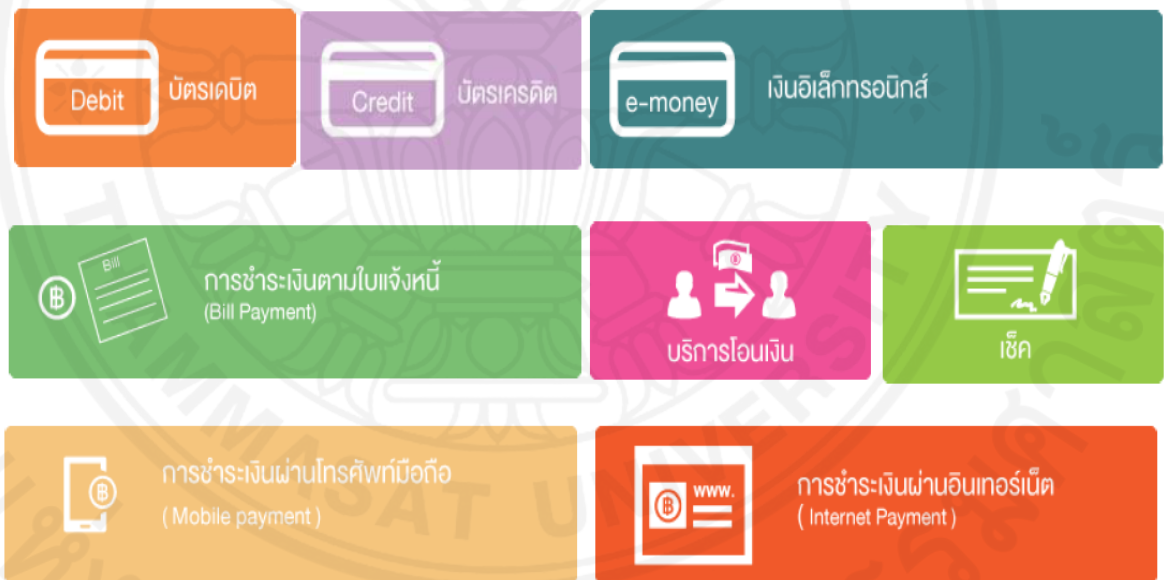 Debit
บัตรเดบิต
Credit
บัตรเครดิต
e-money
เงินอิเล็กทรอนิกส์
Bill
การชำระเงินตามใบแจ้งหนี้
(Bill Payment)
บริการโอนเงิน
เช็ค
การชำระเงินผ่านโทรศัพท์มือถือ
( Mobile payment )
www.
การชำระเงินผ่านอินเทอร์เน็ต
( Internet Payment )
TAMMASAT UNIVERSITY